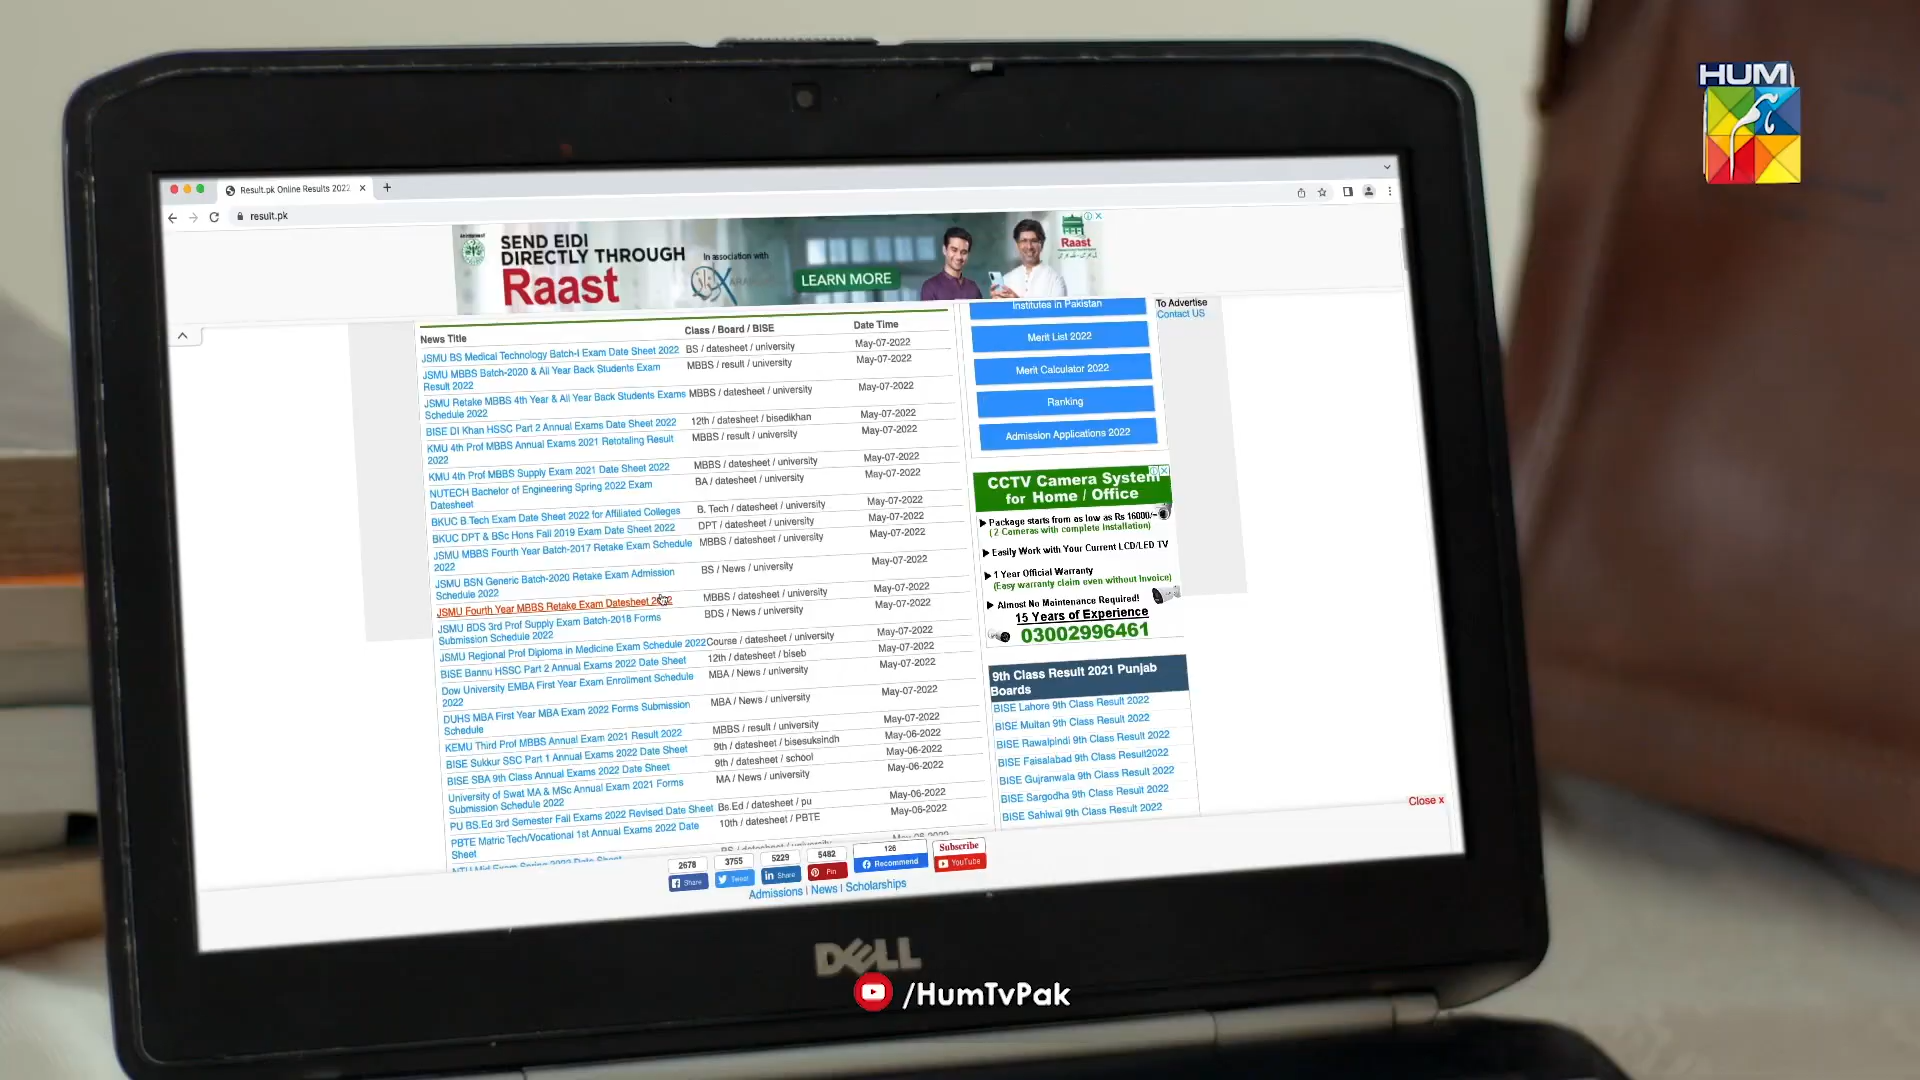 HUM
ہم
Result.pk Online Results 2022
result.pk
SEND EIDI
DIRECTLY THROUGH
Raast
In association with
LEARN MORE
Raast
News Title
Class / Board / BISE
Date Time
JSMU BS Medical Technology Batch-I Exam Date Sheet 2022 BS / datesheet / university May-07-2022
JSMU MBBS Batch-2020 & All Year Back Students Exam
Result 2022
MBBS / result / university May-07-2022
JSMU Retake MBBS 4th Year & All Year Back Students Exams
Schedule 2022
MBBS / datesheet / university May-07-2022
BISE DI Khan HSSC Part 2 Annual Exams Date Sheet 2022 12th / datesheet / bisedikhan May-07-2022
KMU 4th Prof MBBS Annual Exams 2021 Retotaling Result
2022
MBBS / result / university May-07-2022
KMU 4th Prof MBBS Supply Exam 2021 Date Sheet 2022 MBBS / datesheet / university May-07-2022
NUTECH Bachelor of Engineering Spring 2022 Exam
Datesheet
BA / datesheet / university May-07-2022
BKUC B.Tech Exam Date Sheet 2022 for Affiliated Colleges B. Tech / datesheet / university May-07-2022
BKUC DPT & BSc Hons Fall 2019 Exam Date Sheet 2022 DPT / datesheet / university May-07-2022
JSMU MBBS Fourth Year Batch-2017 Retake Exam Schedule
2022
MBBS / datesheet / university May-07-2022
JSMU BSN Generic Batch-2020 Retake Exam Admission
Schedule 2022
BS / News / university May-07-2022
JSMU Fourth Year MBBS Retake Exam Datesheet 2022 MBBS / datesheet / university May-07-2022
JSMU BDS 3rd Prof Supply Exam Batch-2018 Forms
Submission Schedule 2022
BDS / News / university May-07-2022
JSMU Regional Prof Diploma in Medicine Exam Schedule 2022 Course / datesheet / university May-07-2022
BISE Bannu HSSC Part 2 Annual Exams 2022 Date Sheet 12th / datesheet / biseb May-07-2022
Dow University EMBA First Year Exam Enrollment Schedule
2022
MBA / News / university May-07-2022
DUHS MBA First Year MBA Exam 2022 Forms Submission
Schedule
MBA / News / university May-07-2022
KEMU Third Prof MBBS Annual Exam 2021 Result 2022 MBBS / result / university May-07-2022
BISE Sukkur SSC Part 1 Annual Exams 2022 Date Sheet 9th / datesheet / bisesuksindh May-06-2022
BISE SBA 9th Class Annual Exams 2022 Date Sheet 9th / datesheet / school May-06-2022
University of Swat MA & MSc Annual Exam 2021 Forms
Submission Schedule 2022
MA / News / university May-06-2022
PU BS.Ed 3rd Semester Fall Exams 2022 Revised Date Sheet Bs.Ed / datesheet / pu May-06-2022
PBTE Matric Tech/Vocational 1st Annual Exams 2022 Date
Sheet
10th / datesheet / PBTE May-06-2022
NTU Mid Exam Spring 2022 Date Sheet BS / datesheet / university May-06-2022
Institutes in Pakistan
Merit List 2022
Merit Calculator 2022
Ranking
Admission Applications 2022
To Advertise
Contact US
CCTV Camera System
for Home / Office
Package starts from as low as Rs 16000/-
(2 Cameras with complete Installation)
Easily Work with Your Current LCD/LED TV
1 Year Official Warranty
(Easy warranty claim even without Invoice)
Almost No Maintenance Required!
15 Years of Experience
03002996461
9th Class Result 2021 Punjab
Boards
BISE Lahore 9th Class Result 2022
BISE Multan 9th Class Result 2022
BISE Rawalpindi 9th Class Result 2022
BISE Faisalabad 9th Class Result2022
BISE Gujranwala 9th Class Result 2022
BISE Sargodha 9th Class Result 2022
BISE Sahiwal 9th Class Result 2022
Close x
2678 3755 5229 5482 126 Subscribe
Share Tweet Share Pin Recommend YouTube
Admissions | News | Scholarships
DELL
/HumTvPak